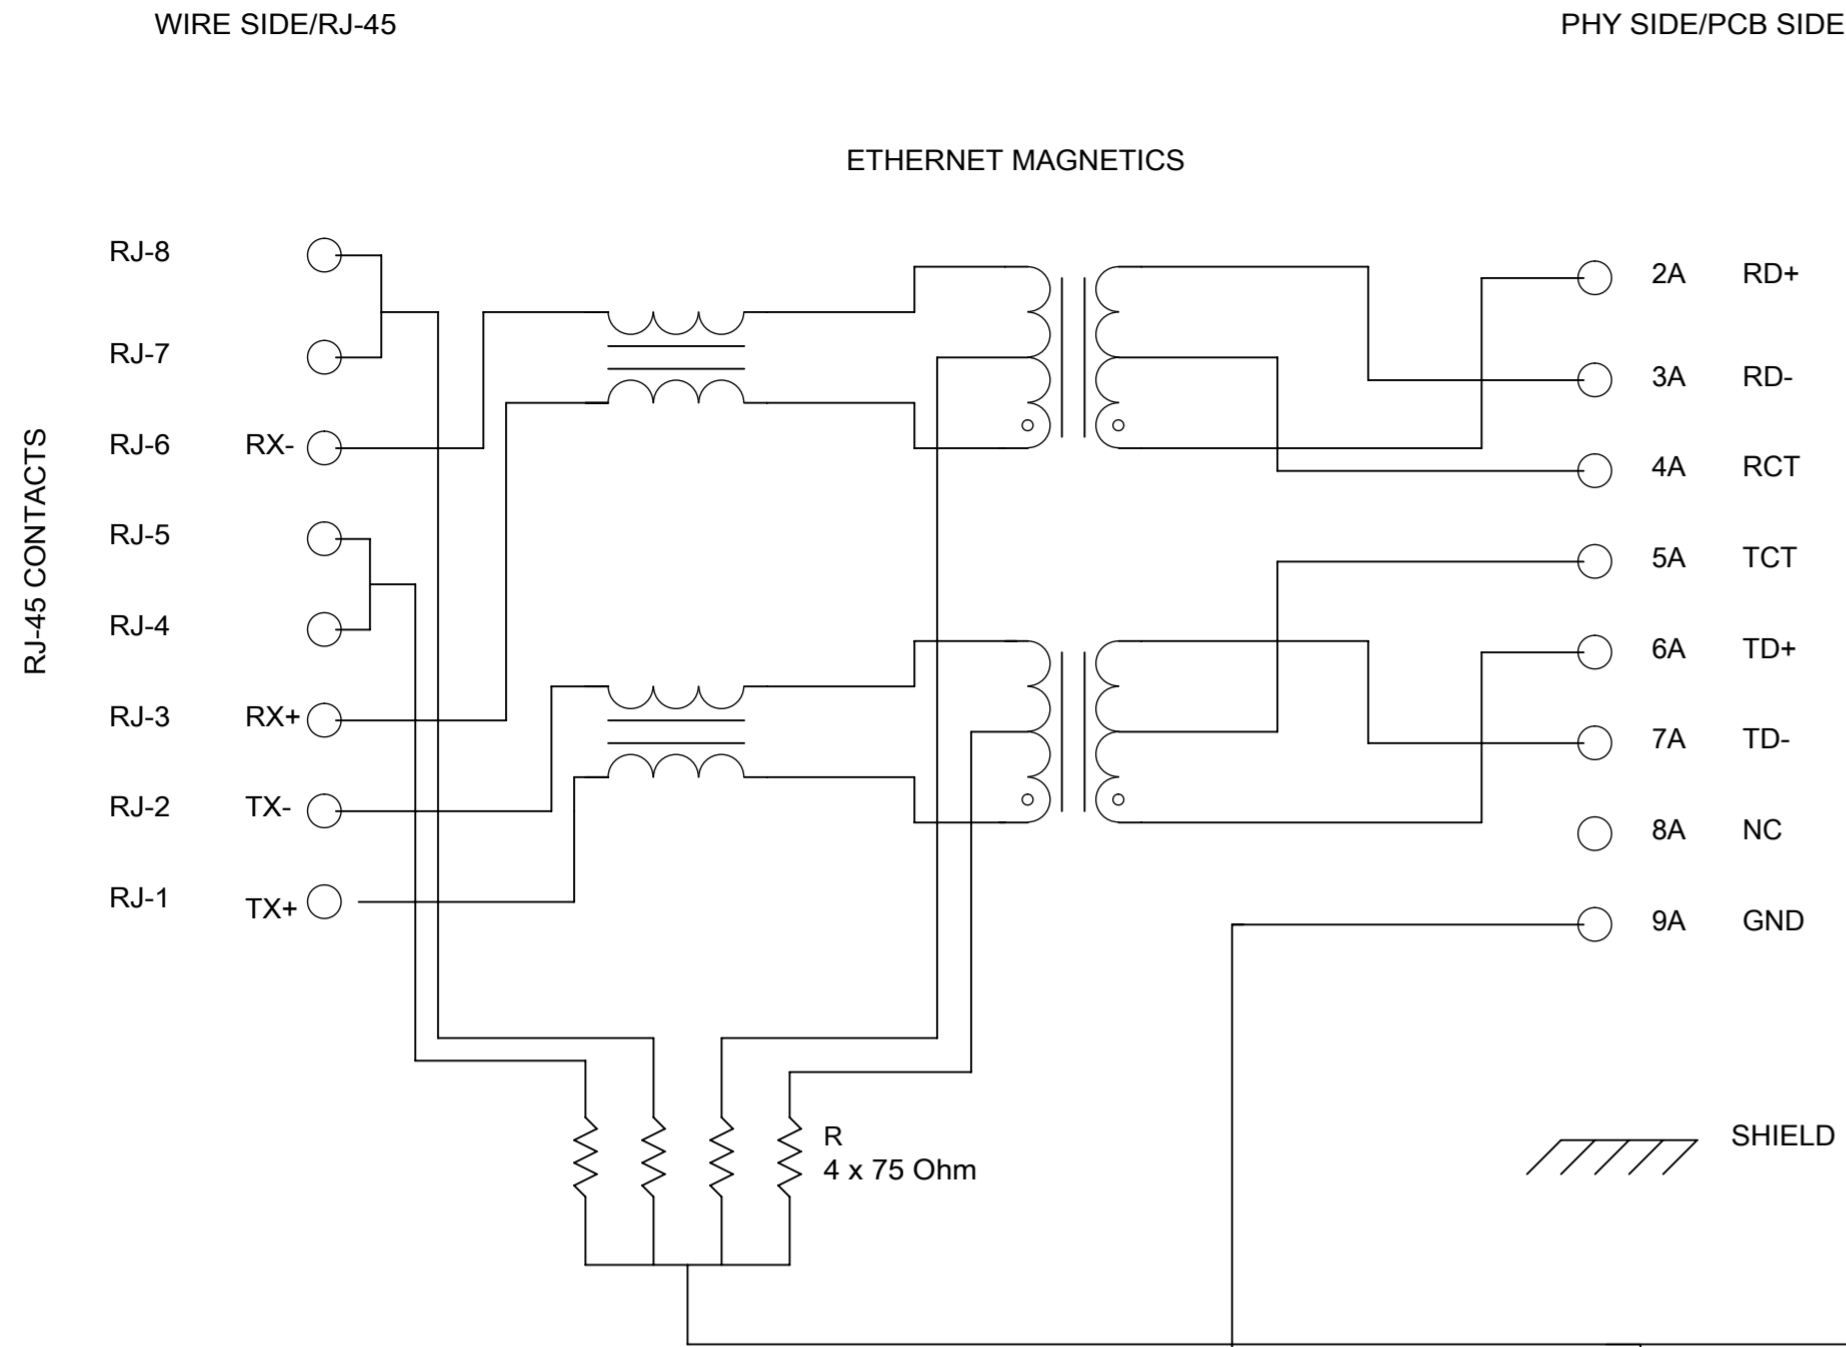 WIRE SIDE/RJ-45
PHY SIDE/PCB SIDE
ETHERNET MAGNETICS
RJ-45 CONTACTS
RJ-8
RJ-7
RJ-6 RX-
RJ-5
RJ-4
RJ-3 RX+
RJ-2 TX-
RJ-1 TX+
2A RD+
3A RD-
4A RCT
5A TCT
6A TD+
7A TD-
8A NC
9A GND
R
4 x 75 Ohm
SHIELD